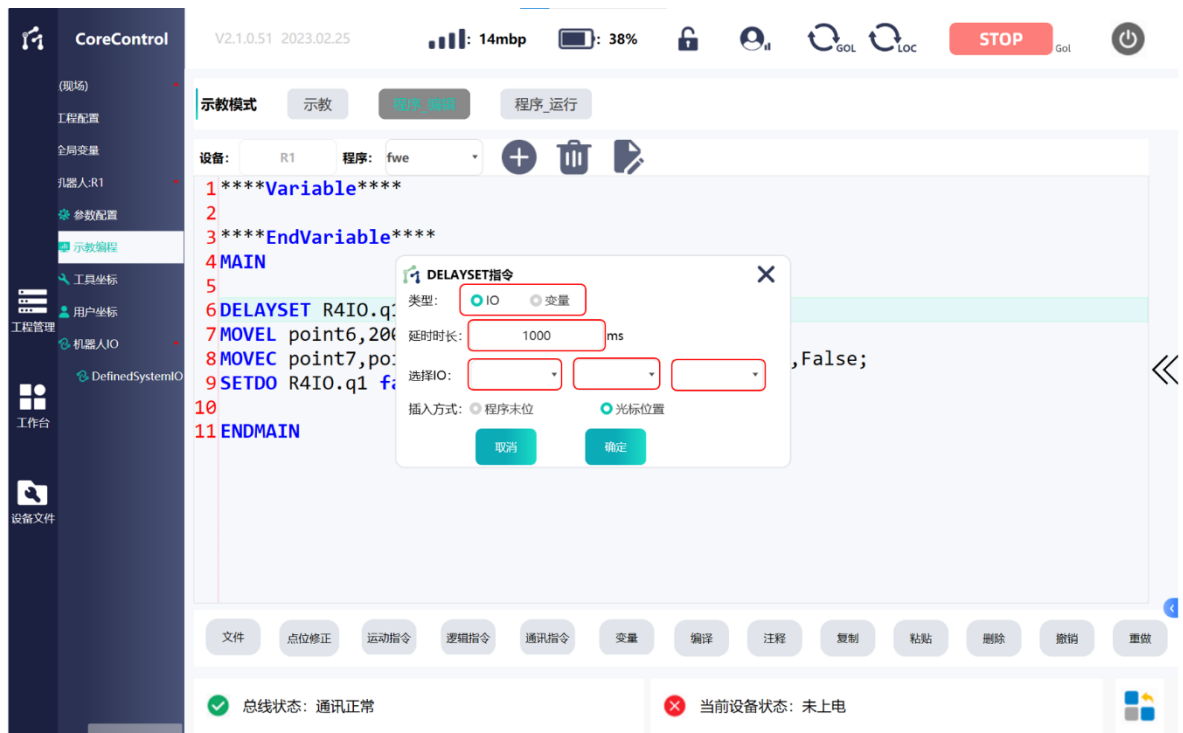 CoreControl
V2.1.0.51 2023.02.25
: 14mbp
: 38%
GOL
LOC
STOP
Gol
(现场)
工程配置
全局变量
机器人:R1
参数配置
示教编程
工具坐标
用户坐标
机器人IO
DefinedSystemIO
工程管理
工作台
设备文件
示教模式
示教
程序_编辑
程序_运行
设备:
R1
程序:
fwe
1 ****Variable****
2
3 ****EndVariable****
4 MAIN
5
6 DELAYSET R4IO.q1
7 MOVEL point6,200
8 MOVEC point7,poi ,False;
9 SETDO R4IO.q1 fa
10
11 ENDMAIN
DELAYSET指令
类型: IO 变量
延时时长: 1000 ms
选择IO:
插入方式: 程序末位 光标位置
取消 确定
文件 点位修正 运动指令 逻辑指令 通讯指令 变量 编译 注释 复制 粘贴 删除 撤销 重做
总线状态: 通讯正常
当前设备状态: 未上电